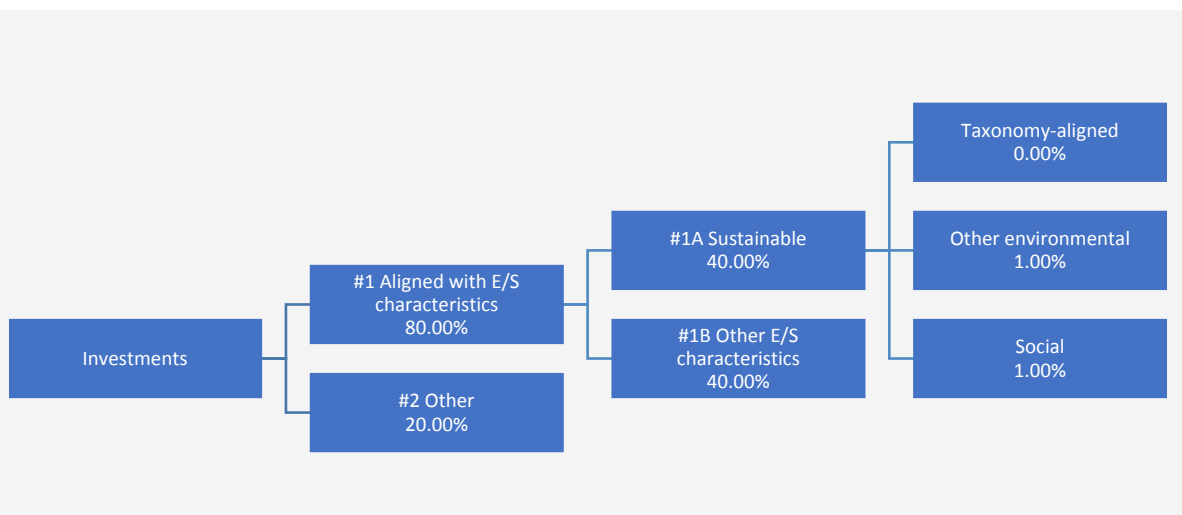 Investments
#1 Aligned with E/S
characteristics
80.00%
#2 Other
20.00%
#1A Sustainable
40.00%
#1B Other E/S
characteristics
40.00%
Taxonomy-aligned
0.00%
Other environmental
1.00%
Social
1.00%